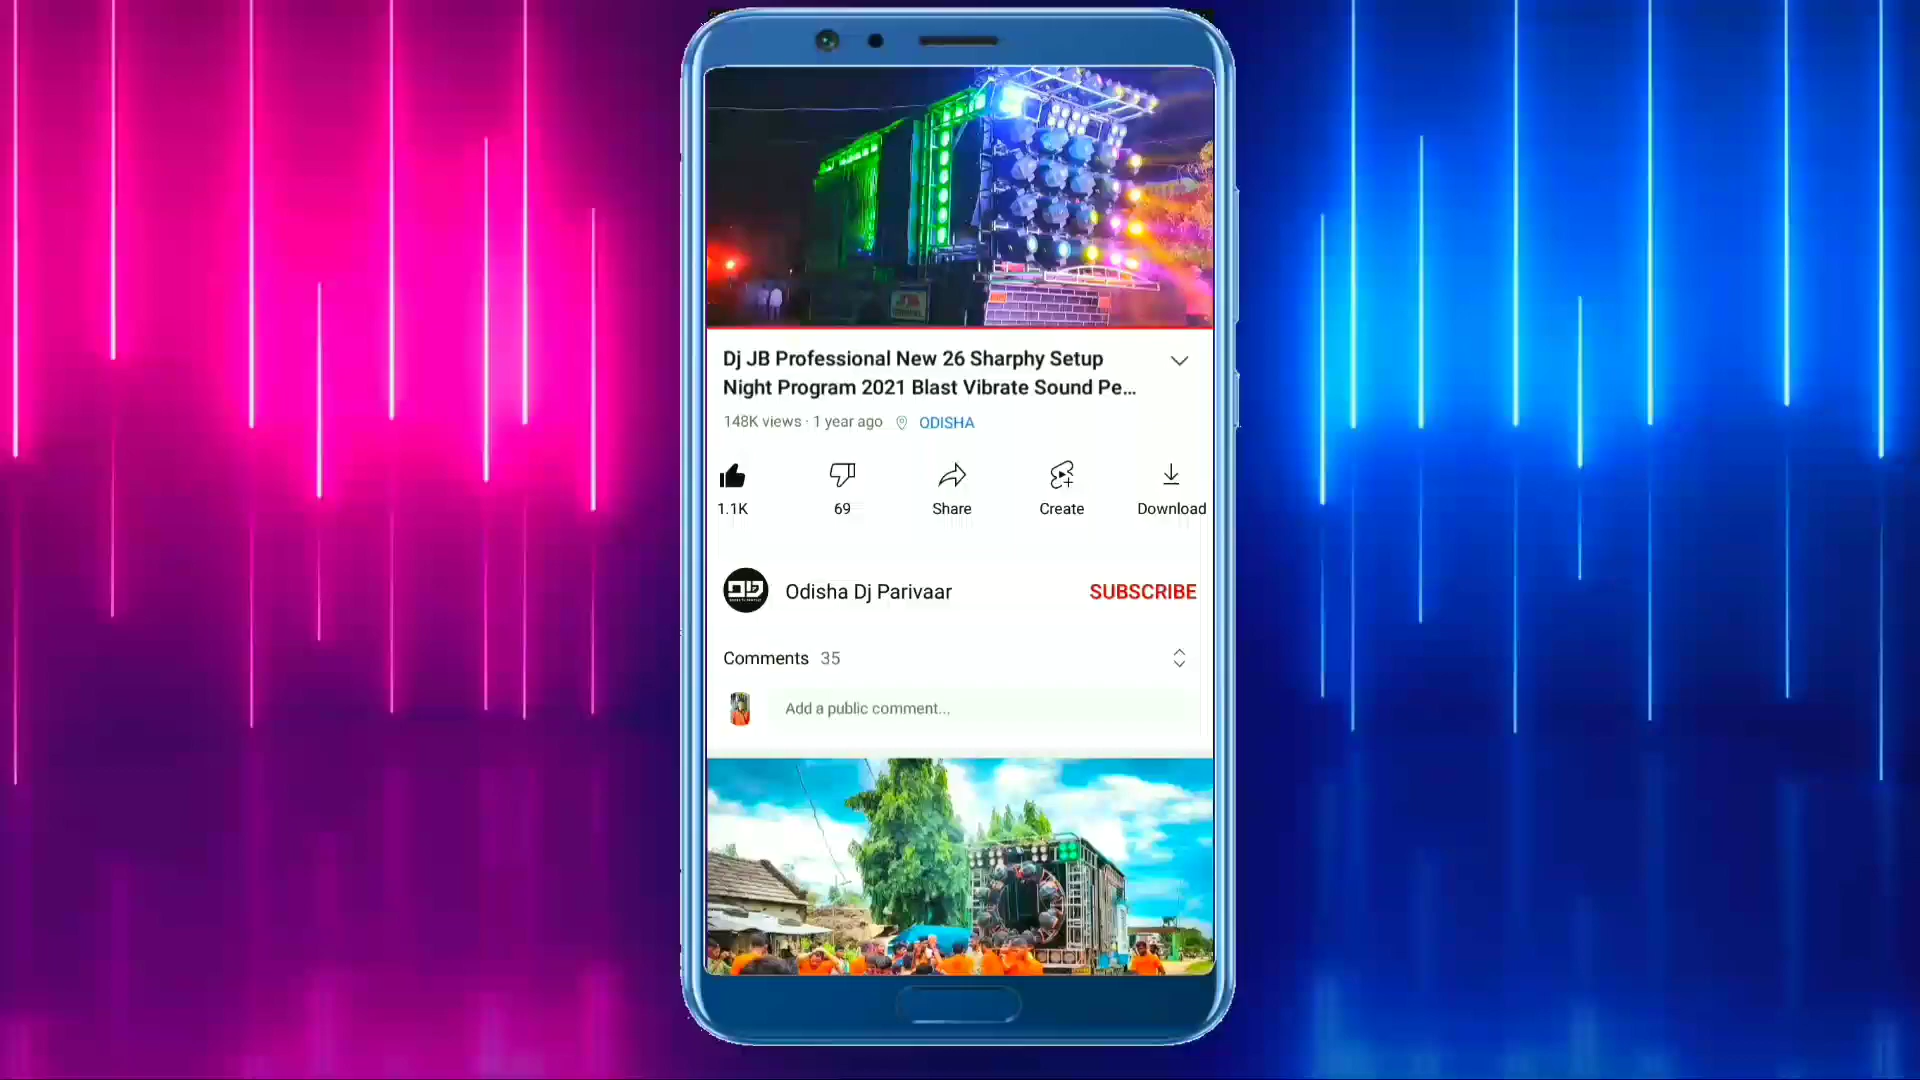 Dj JB Professional New 26 Sharphy Setup
Night Program 2021 Blast Vibrate Sound Pe...
148K views · 1 year ago ODISHA
1.1K 69 Share Create Download
Odisha Dj Parivaar SUBSCRIBE
Comments 35
Add a public comment...